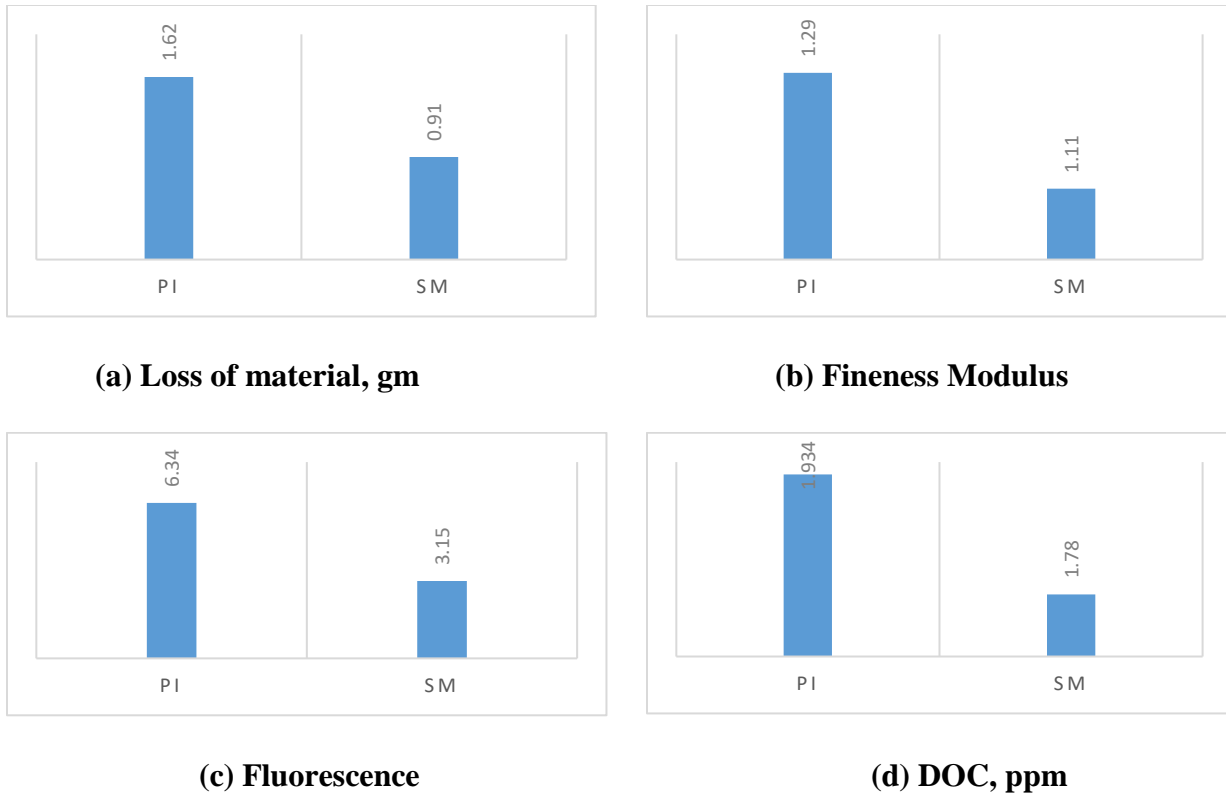 1.62
0.91
PI
SM
(a) Loss of material, gm
1.29
1.11
PI
SM
(b) Fineness Modulus
6.34
3.15
PI
SM
(c) Fluorescence
1.934
1.78
PI
SM
(d) DOC, ppm